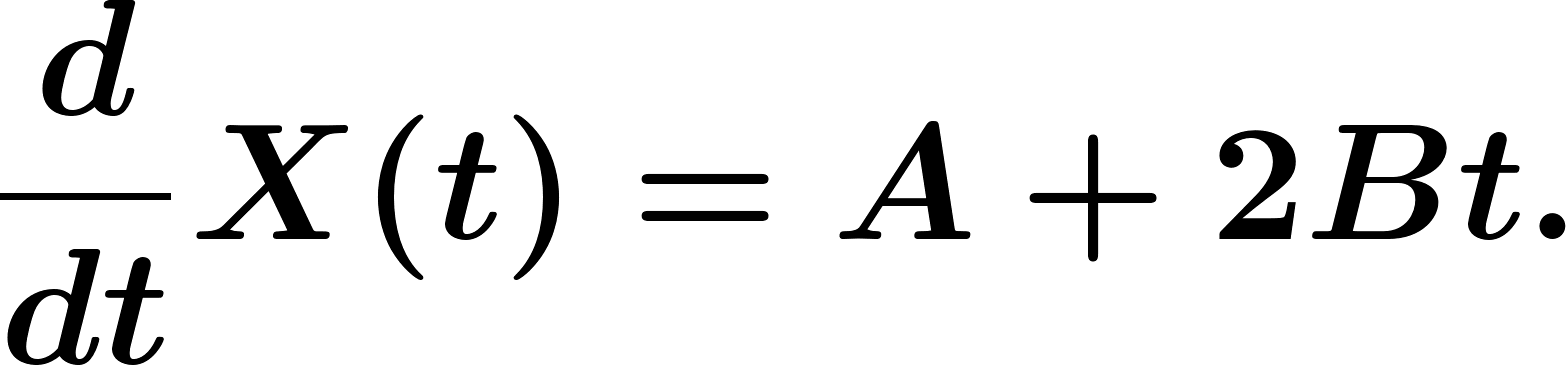 d/dt X(t) = A + 2Bt.